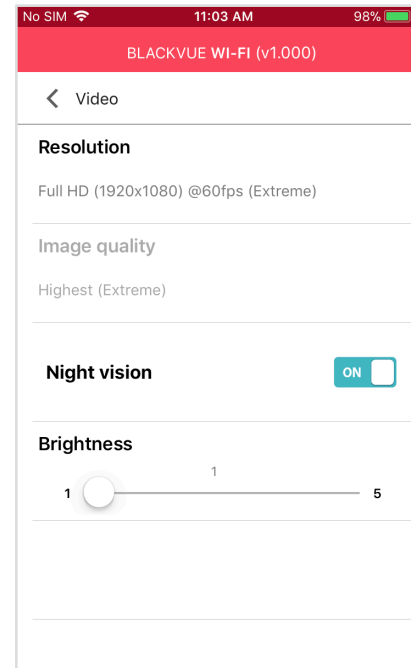 No SIM 11:03 AM 98%
BLACKVUE WI-FI (v1.000)
Video
Resolution
Full HD (1920x1080) @60fps (Extreme)
Image quality
Highest (Extreme)
Night vision ON
Brightness
1
1 5